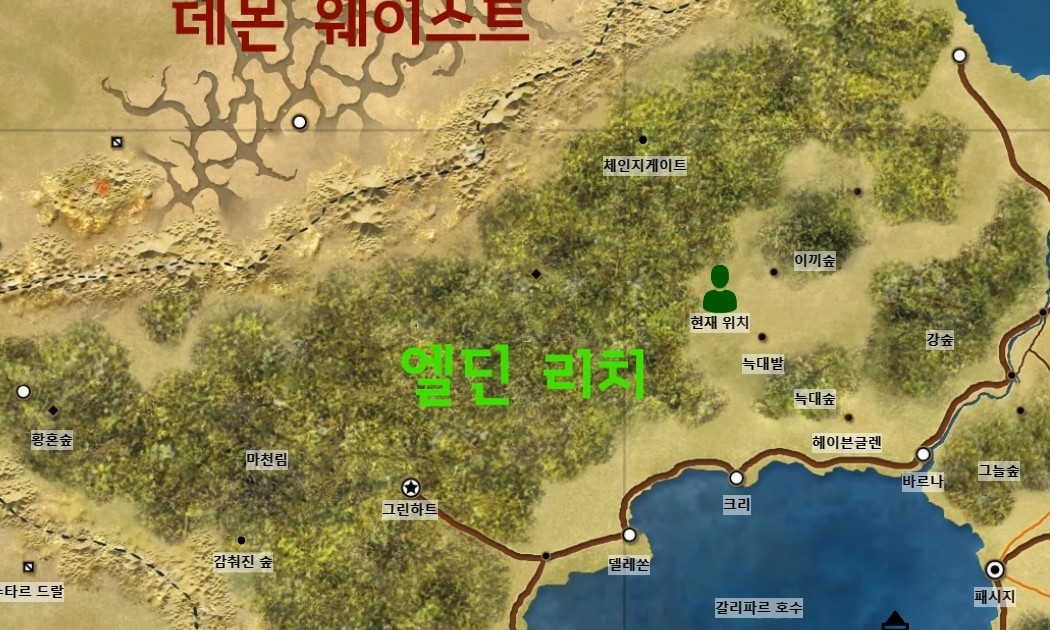 데몬 웨이스트
체인지게이트
이끼숲
현재 위치
강숲
엘딘 리치
늑대발
늑대숲
황혼숲
헤이븐글렌
마천림
그늘숲
바르나
그린하트
크리
감춰진 숲
델레쏜
타르 드랄
패시지
갈리파르 호수